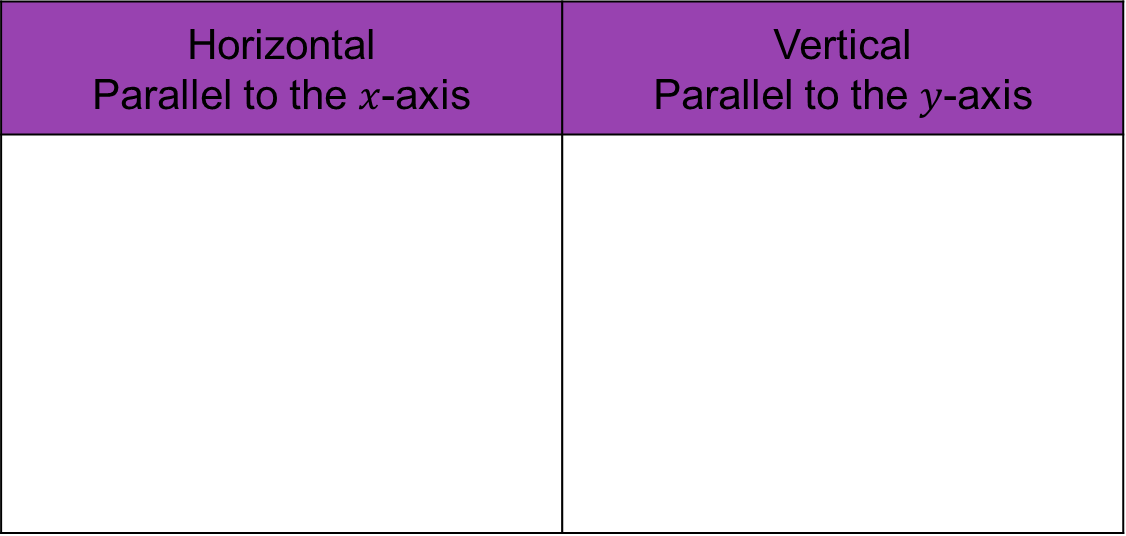 Horizontal
Parallel to the 𝑥-axis
Vertical
Parallel to the 𝑦-axis